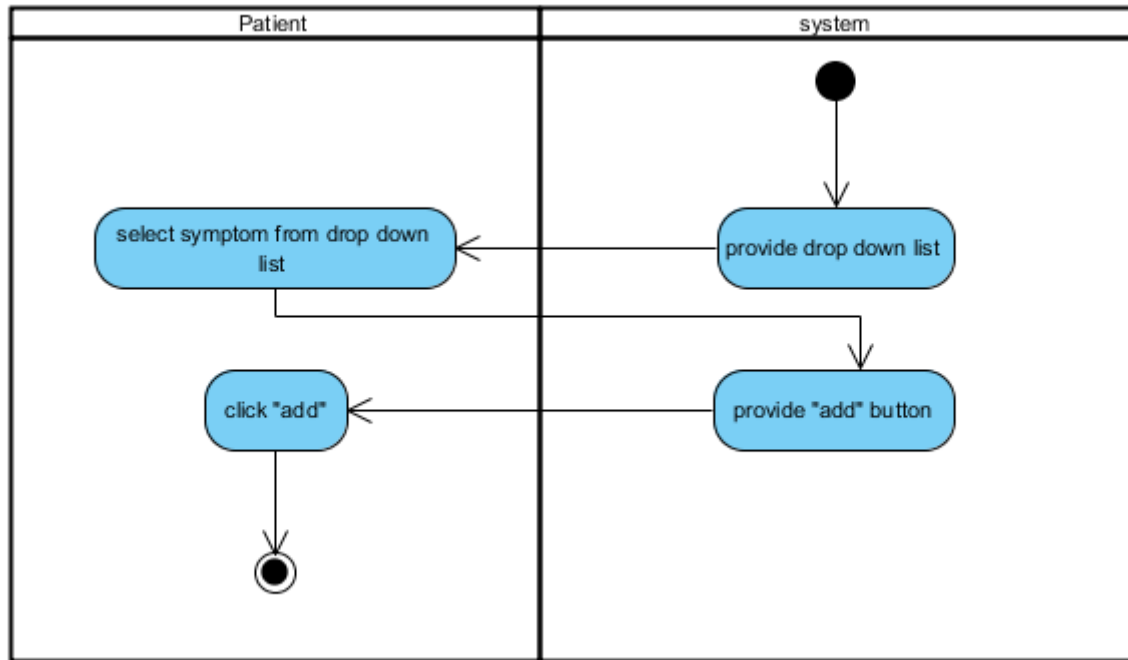 Patient
system
select symptom from drop down
list
provide drop down list
click "add"
provide "add" button